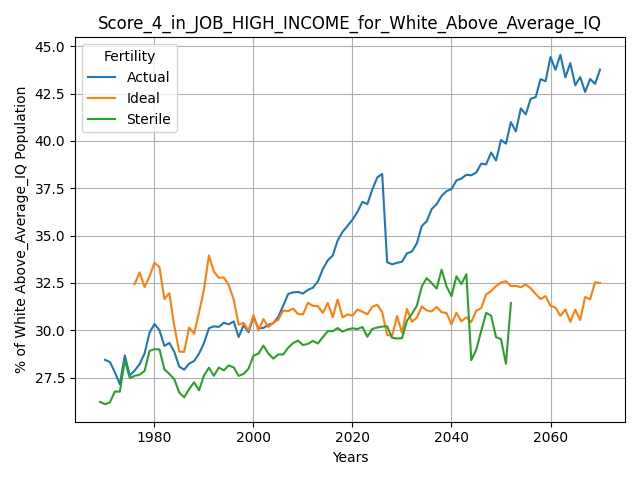 Score_4_in_JOB_HIGH_INCOME_for_White_Above_Average_IQ
% of White Above_Average_IQ Population
45.0
42.5
40.0
37.5
35.0
32.5
30.0
27.5
Fertility
Actual
Ideal
Sterile
1980
2000
2020
2040
2060
Years